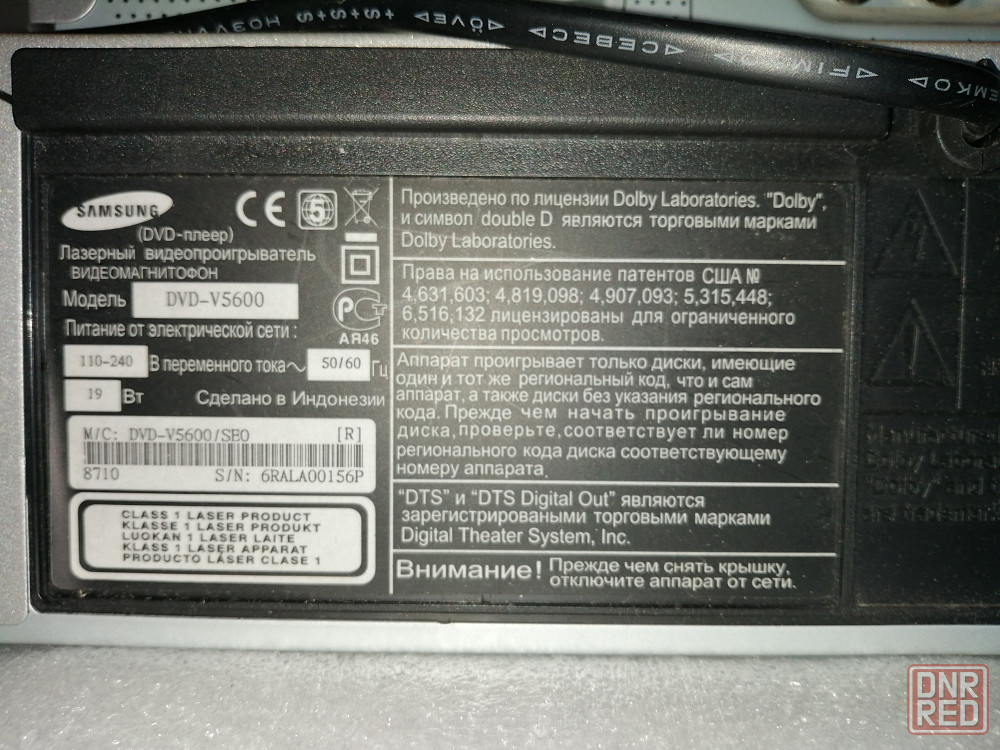 SAMSUNG
(DVD-плеер)
Лазерный видеопроигрыватель
ВИДЕОМАГНИТОФОН
Модель DVD-V5600
Питание от электрической сети :
110-240 В переменного тока~ 50/60 Гц
19 Вт Сделано в Индонезии
CE 5
AЯ46
M/C: DVD-V5600/SEO [R]
8710 S/N: 6RALA00156P
CLASS 1 LASER PRODUCT
KLASSE 1 LASER PRODUKT
LUOKAN 1 LASER LAITE
KLASS 1 LASER APPARAT
PRODUCTO LÁSER CLASE 1
Произведено по лицензии Dolby Laboratories. "Dolby",
и символ double D являются торговыми марками
Dolby Laboratories.
Права на использование патентов США №
4,631,603; 4,819,098; 4,907,093; 5,315,448;
6,516,132 лицензированы для ограниченного
количества просмотров.
Аппарат проигрывает только диски, имеющие
один и тот же региональный код, что и сам
аппарат, а также диски без указания регионального
кода. Прежде чем начать проигрывание
диска,проверьте,соответствует ли номер
регионального кода диска соответствующему
номеру аппарата.
"DTS" и "DTS Digital Out" являются
зарегистрироваными торговыми марками
Digital Theater System, Inc.
Внимание! Прежде чем снять крышку,
отключите аппарат от сети.
DNR
RED